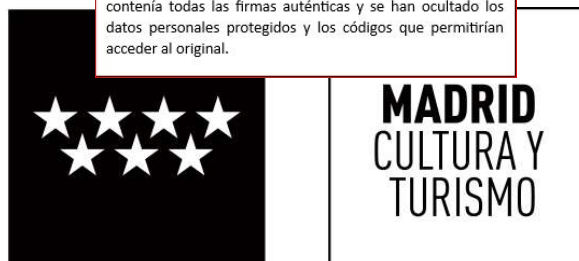 contenía todas las firmas auténticas y se han ocultado los
datos personales protegidos y los códigos que permitirían
acceder al original.
MADRID
CULTURA Y
TURISMO